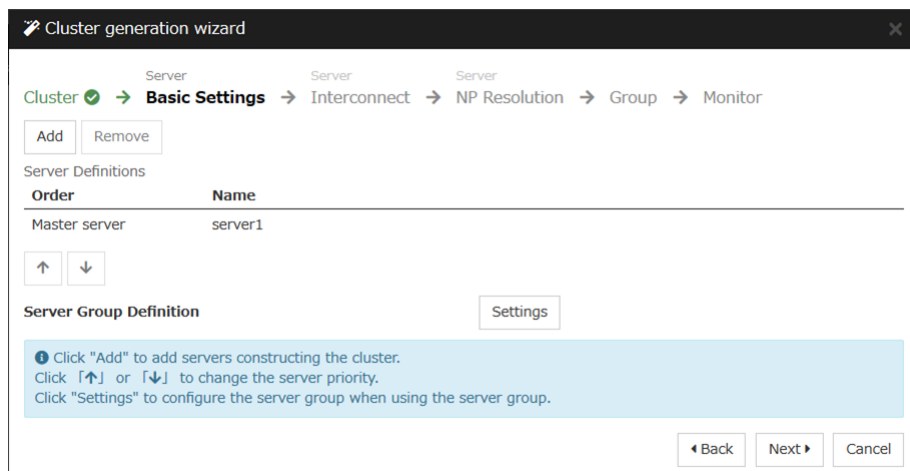 Cluster generation wizard
Server Server Server
Cluster → Basic Settings → Interconnect → NP Resolution → Group → Monitor
Add Remove
Server Definitions
Order Name
Master server server1
↑ ↓
Server Group Definition Settings
Click "Add" to add servers constructing the cluster.
Click 「↑」 or 「↓」 to change the server priority.
Click "Settings" to configure the server group when using the server group.
Back Next Cancel